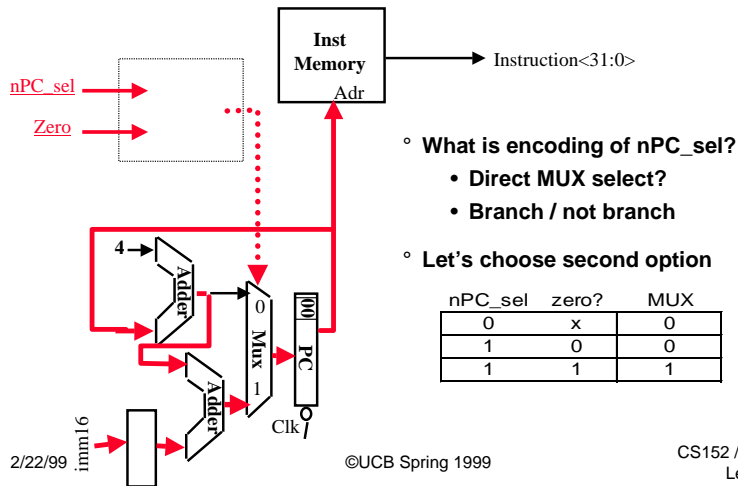 Inst
Memory
Adr
Instruction<31:0>
nPC_sel
Zero
° What is encoding of nPC_sel?
• Direct MUX select?
• Branch / not branch
° Let's choose second option
nPC_sel zero? MUX
0 x 0
1 0 0
1 1 1
4
Adder
0
Mux
1
00
PC
Adder
Clk
imm16
2/22/99
©UCB Spring 1999
CS152 /
Le